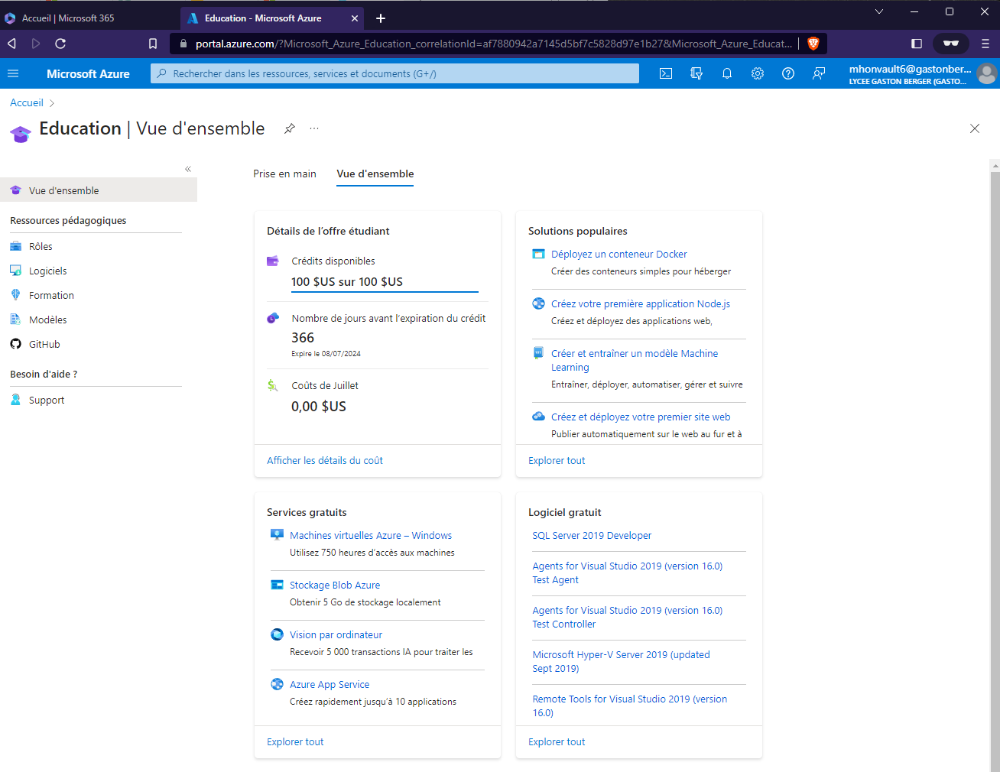 Accueil | Microsoft 365
Education - Microsoft Azure
portal.azure.com/?Microsoft_Azure_Education_correlationId=af7880942a7145d5bf7c5828d97e1b27&Microsoft_Azure_Educat...
Microsoft Azure
Rechercher dans les ressources, services et documents (G+/)
mhonvault6@gastonber...
LYCEE GASTON BERGER (GASTO...
Accueil
Education | Vue d'ensemble
Vue d'ensemble
Ressources pédagogiques
Rôles
Logiciels
Formation
Modèles
GitHub
Besoin d'aide ?
Support
Prise en main
Vue d'ensemble
Détails de l’offre étudiant
Crédits disponibles
100 $US sur 100 $US
Nombre de jours avant l’expiration du crédit
366
Expire le 08/07/2024
Coûts de Juillet
0,00 $US
Afficher les détails du coût
Solutions populaires
Déployez un conteneur Docker
Créer des conteneurs simples pour héberger
Créez votre première application Node.js
Créez et déployez des applications web,
Créer et entraîner un modèle Machine
Learning
Entraîner, déployer, automatiser, gérer et suivre
Créez et déployez votre premier site web
Publier automatiquement sur le web au fur et à
Explorer tout
Services gratuits
Machines virtuelles Azure – Windows
Utilisez 750 heures d’accès aux machines
Stockage Blob Azure
Obtenir 5 Go de stockage localement
Vision par ordinateur
Recevoir 5 000 transactions IA pour traiter les
Azure App Service
Créez rapidement jusqu’à 10 applications
Explorer tout
Logiciel gratuit
SQL Server 2019 Developer
Agents for Visual Studio 2019 (version 16.0)
Test Agent
Agents for Visual Studio 2019 (version 16.0)
Test Controller
Microsoft Hyper-V Server 2019 (updated
Sept 2019)
Remote Tools for Visual Studio 2019 (version
16.0)
Explorer tout